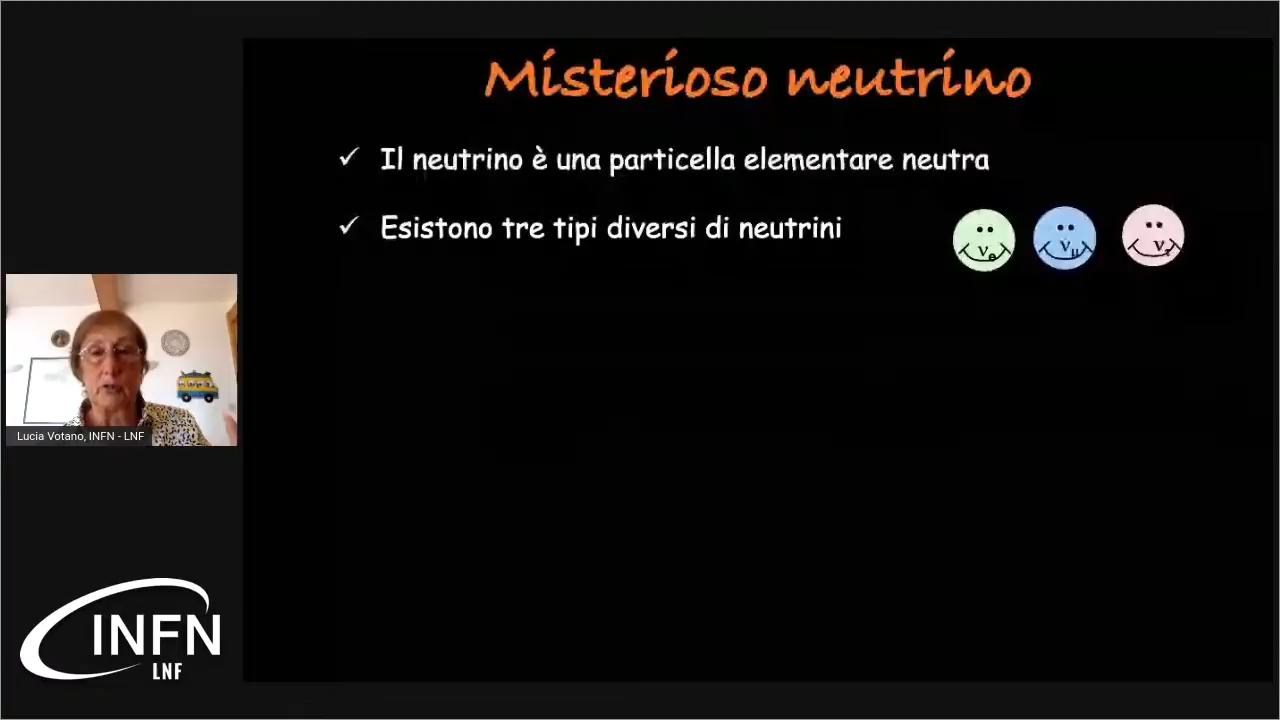 Misterioso neutrino
✓ Il neutrino è una particella elementare neutra
✓ Esistono tre tipi diversi di neutrini
νe νμ ντ
Lucia Votano, INFN - LNF
INFN
LNF